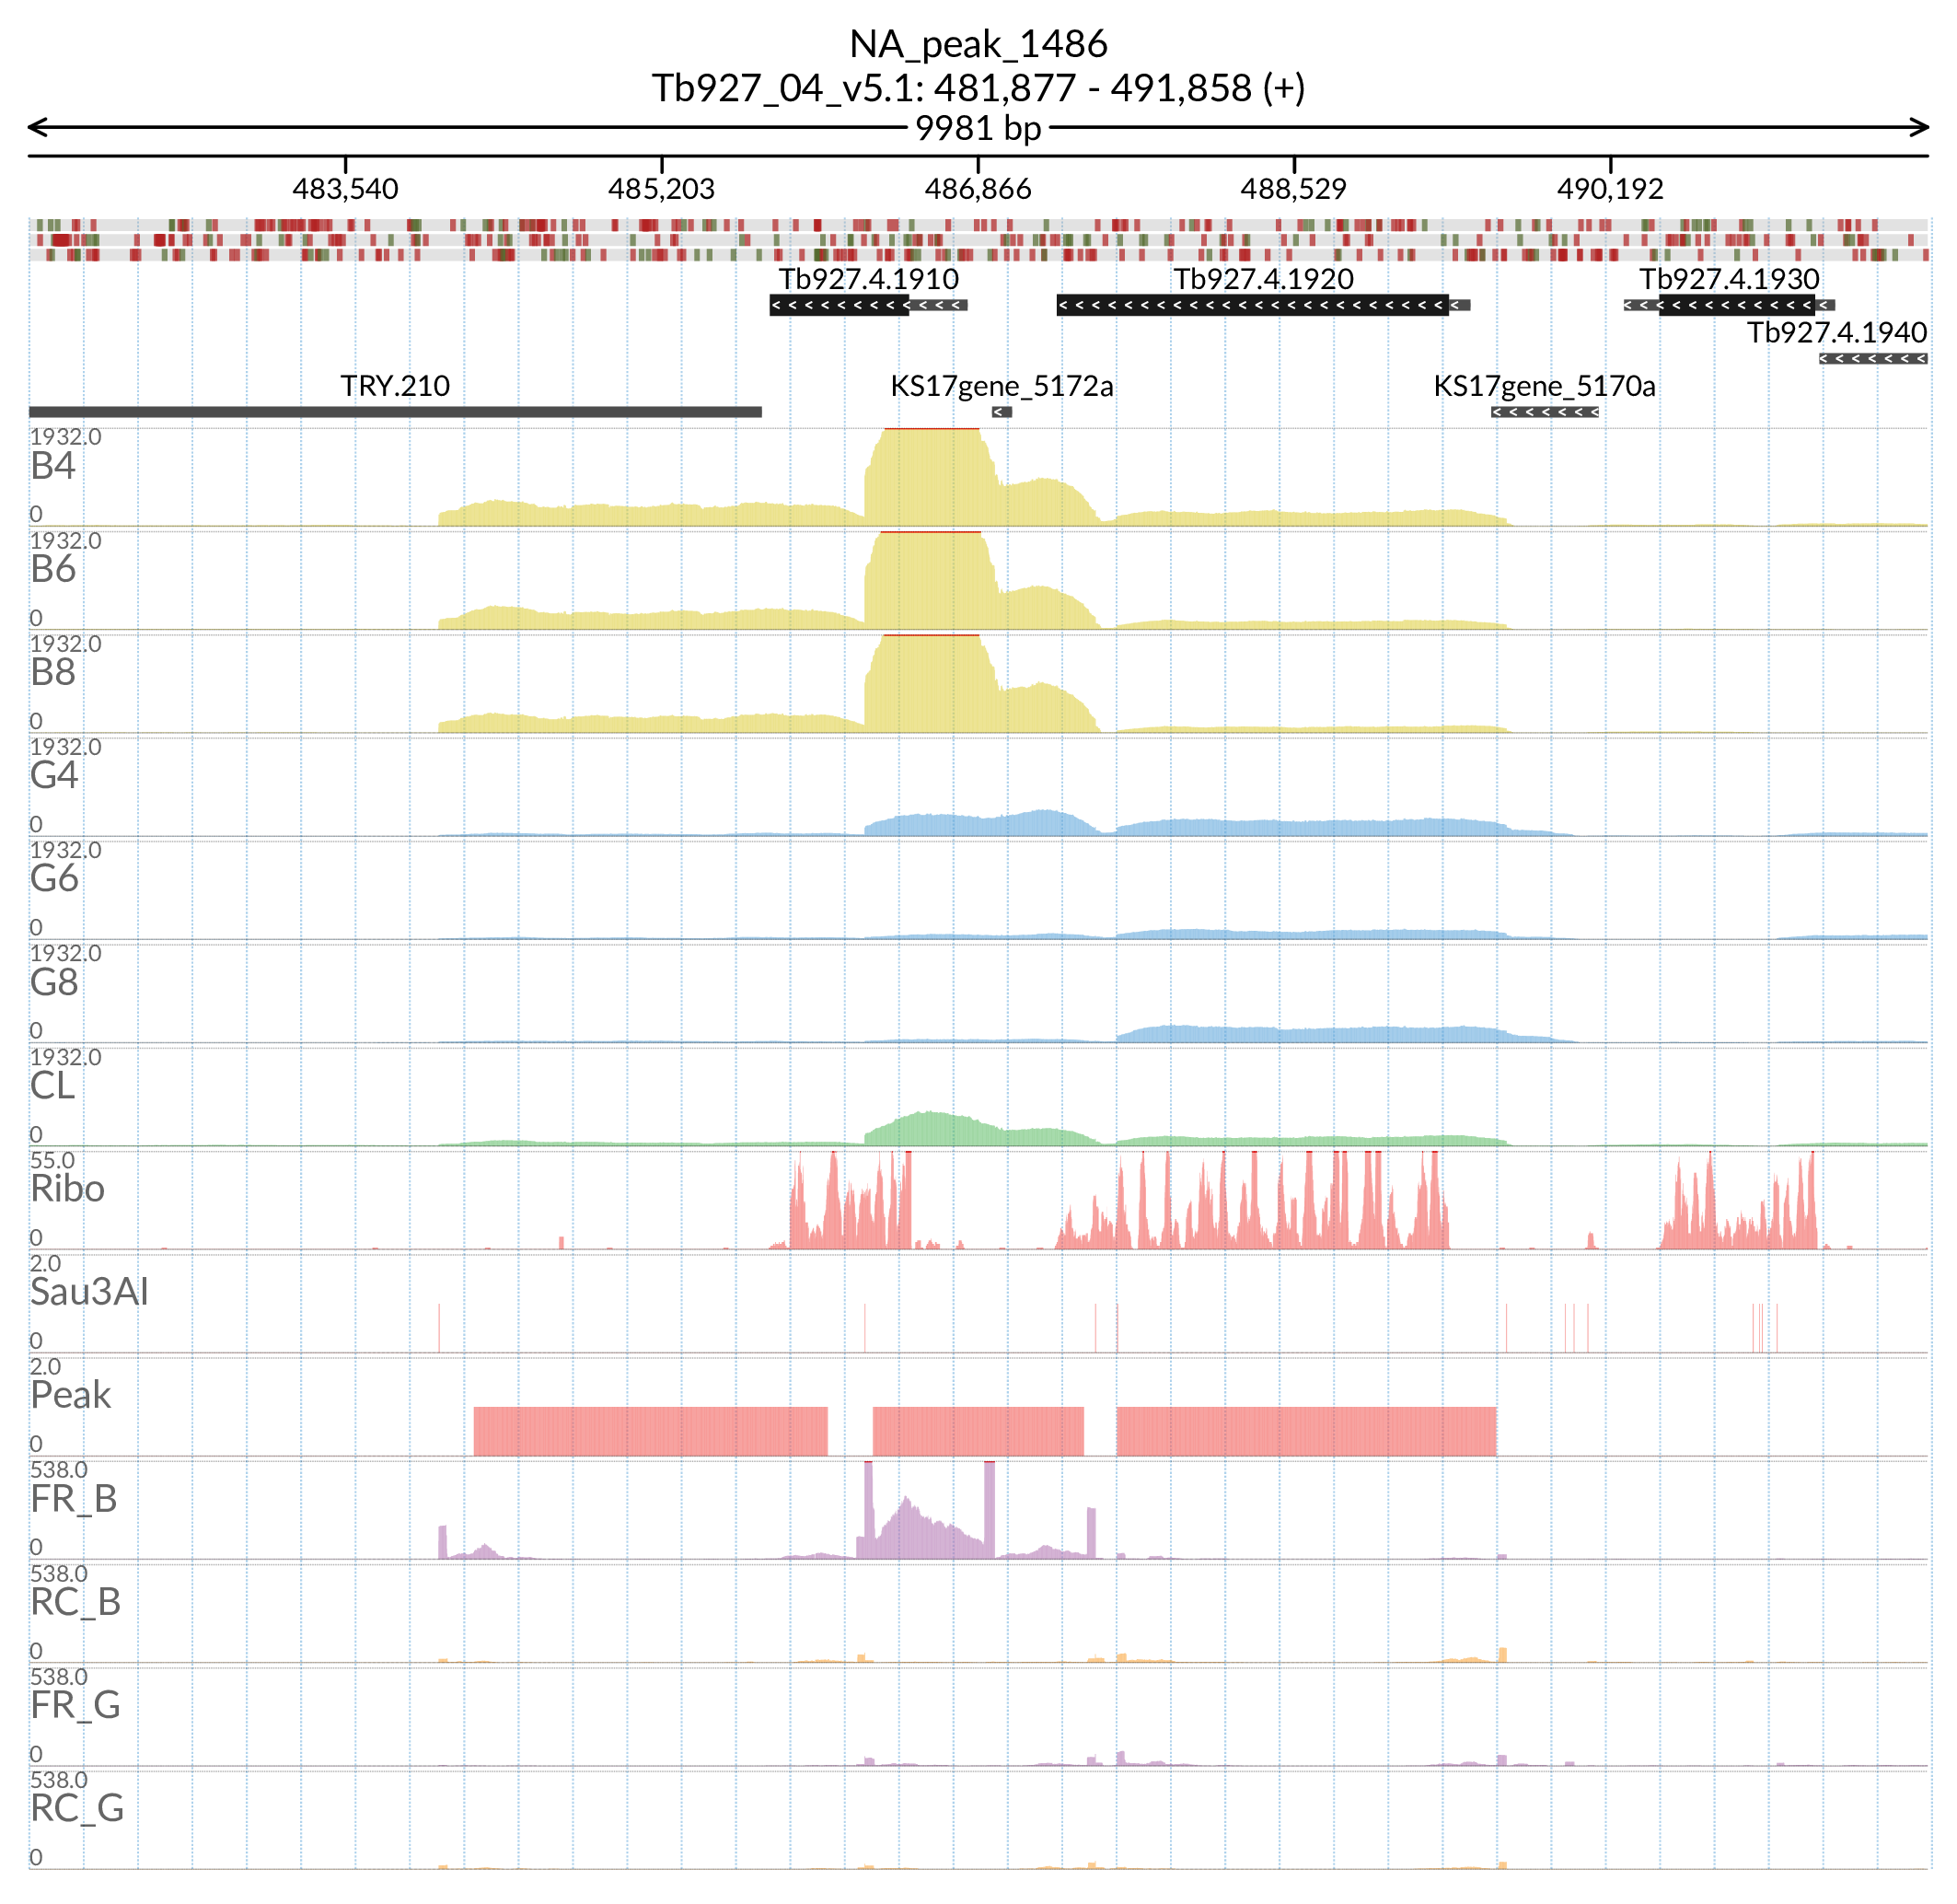 NA_peak_1486
Tb927_04_v5.1: 481,877 - 491,858 (+)
9981 bp
483,540 485,203 486,866 488,529 490,192
Tb927.4.1910 Tb927.4.1920 Tb927.4.1930
Tb927.4.1940
TRY.210 KS17gene_5172a KS17gene_5170a
1932.0
B4
0
1932.0
B6
0
1932.0
B8
0
1932.0
G4
0
1932.0
G6
0
1932.0
G8
0
1932.0
CL
0
55.0
Ribo
0
2.0
Sau3AI
0
2.0
Peak
0
538.0
FR_B
0
538.0
RC_B
0
538.0
FR_G
0
538.0
RC_G
0